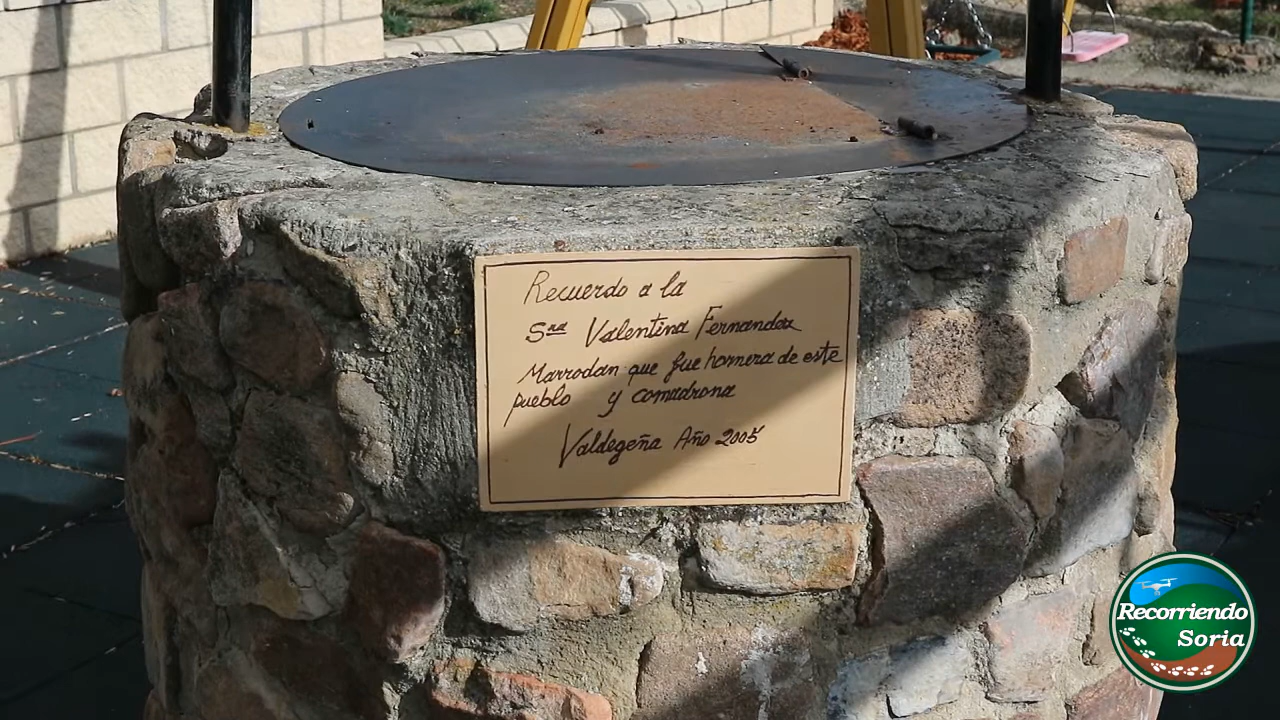 Recuerdo a la
Sra Valentina Fernandez
Marrodan que fue hornera de este
pueblo y comadrona
Valdegeña Año 2005
Recorriendo
Soria